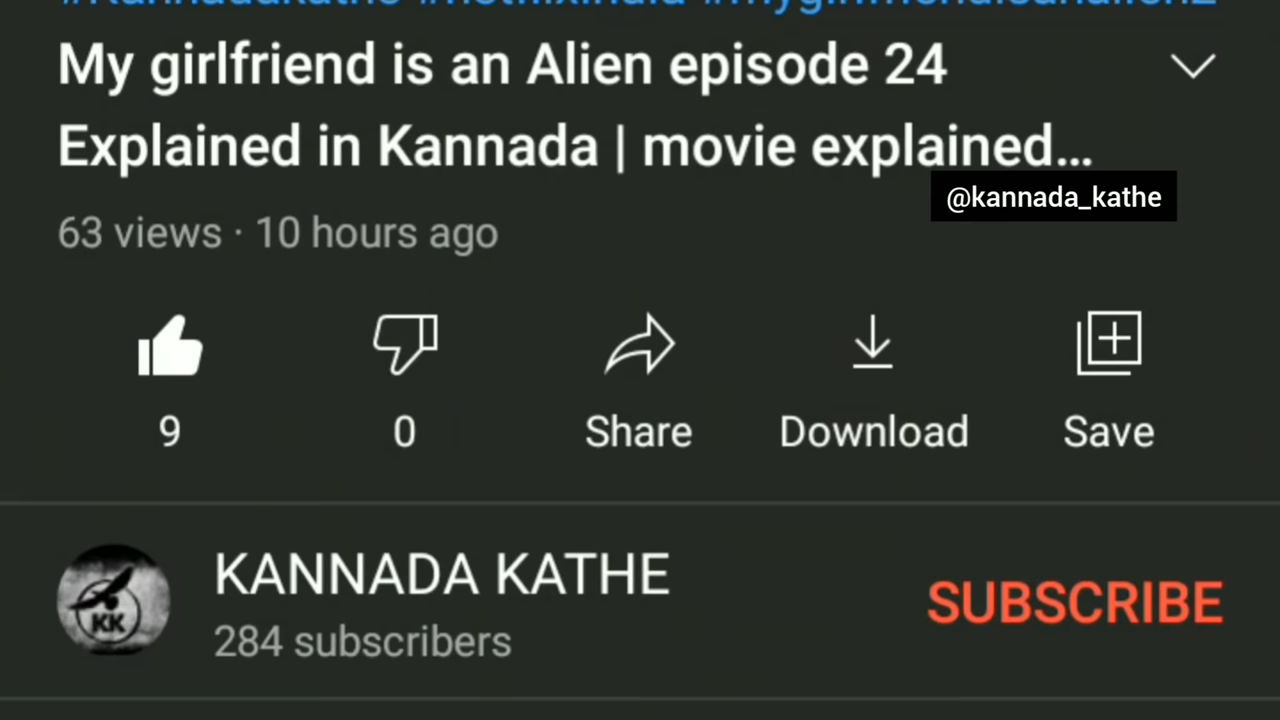 My girlfriend is an Alien episode 24
Explained in Kannada | movie explained...
@kannada_kathe
63 views · 10 hours ago
9
0
Share
Download
Save
KANNADA KATHE
KK
284 subscribers
SUBSCRIBE